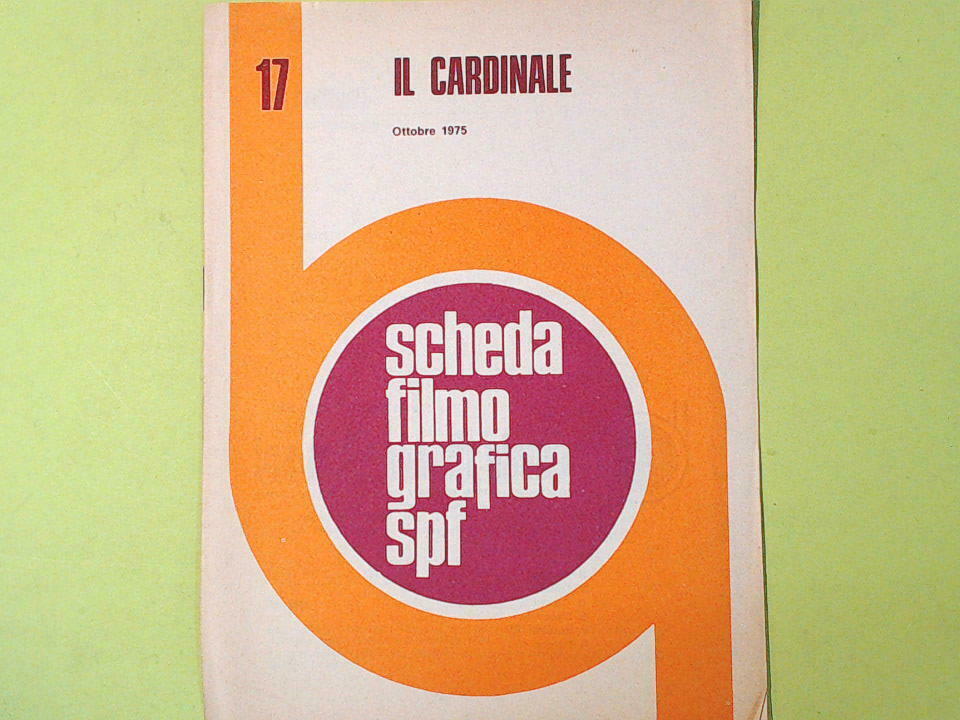 17
IL CARDINALE
Ottobre 1975
scheda
filmo
grafica
spf